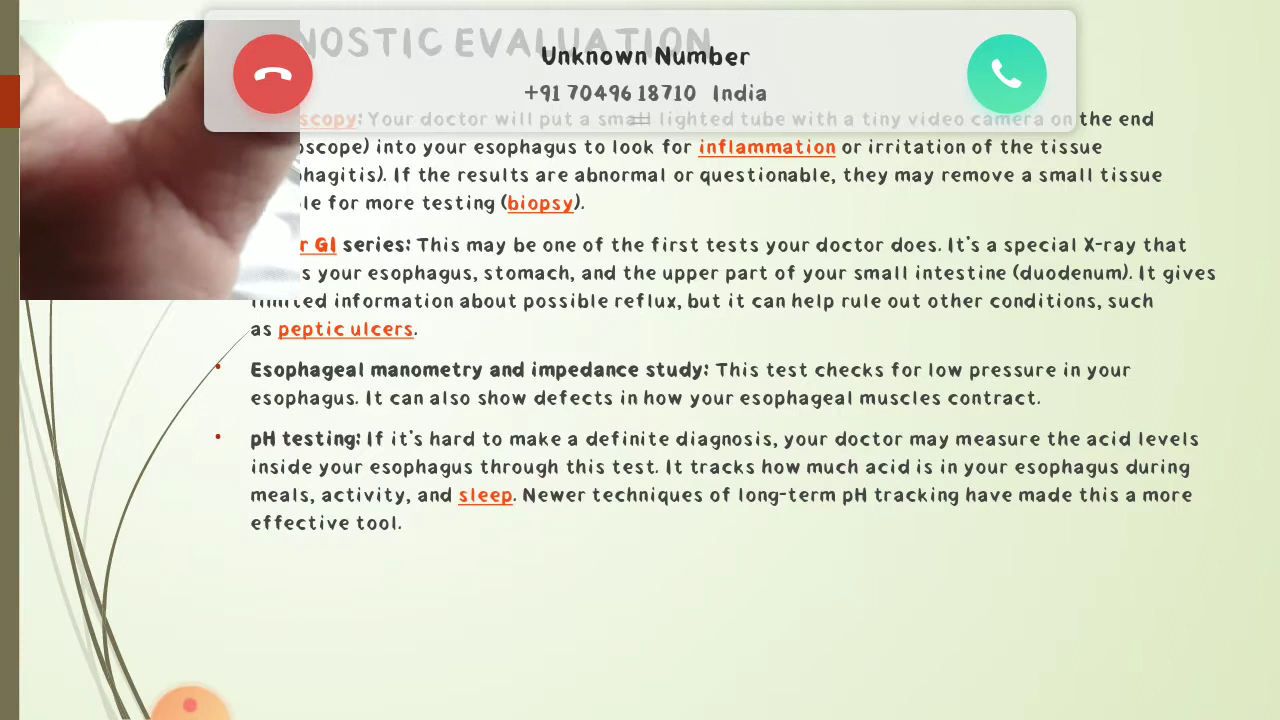 NOSTIC EVALUATION
Unknown Number
+91 70496 18710 India
scopy: Your doctor will put a small lighted tube with a tiny video camera on the end
oscope) into your esophagus to look for inflammation or irritation of the tissue
phagitis). If the results are abnormal or questionable, they may remove a small tissue
le for more testing (biopsy).
r GI series: This may be one of the first tests your doctor does. It's a special X-ray that
s your esophagus, stomach, and the upper part of your small intestine (duodenum). It gives
limited information about possible reflux, but it can help rule out other conditions, such
as peptic ulcers.
• Esophageal manometry and impedance study: This test checks for low pressure in your
esophagus. It can also show defects in how your esophageal muscles contract.
• pH testing: If it's hard to make a definite diagnosis, your doctor may measure the acid levels
inside your esophagus through this test. It tracks how much acid is in your esophagus during
meals, activity, and sleep. Newer techniques of long-term pH tracking have made this a more
effective tool.